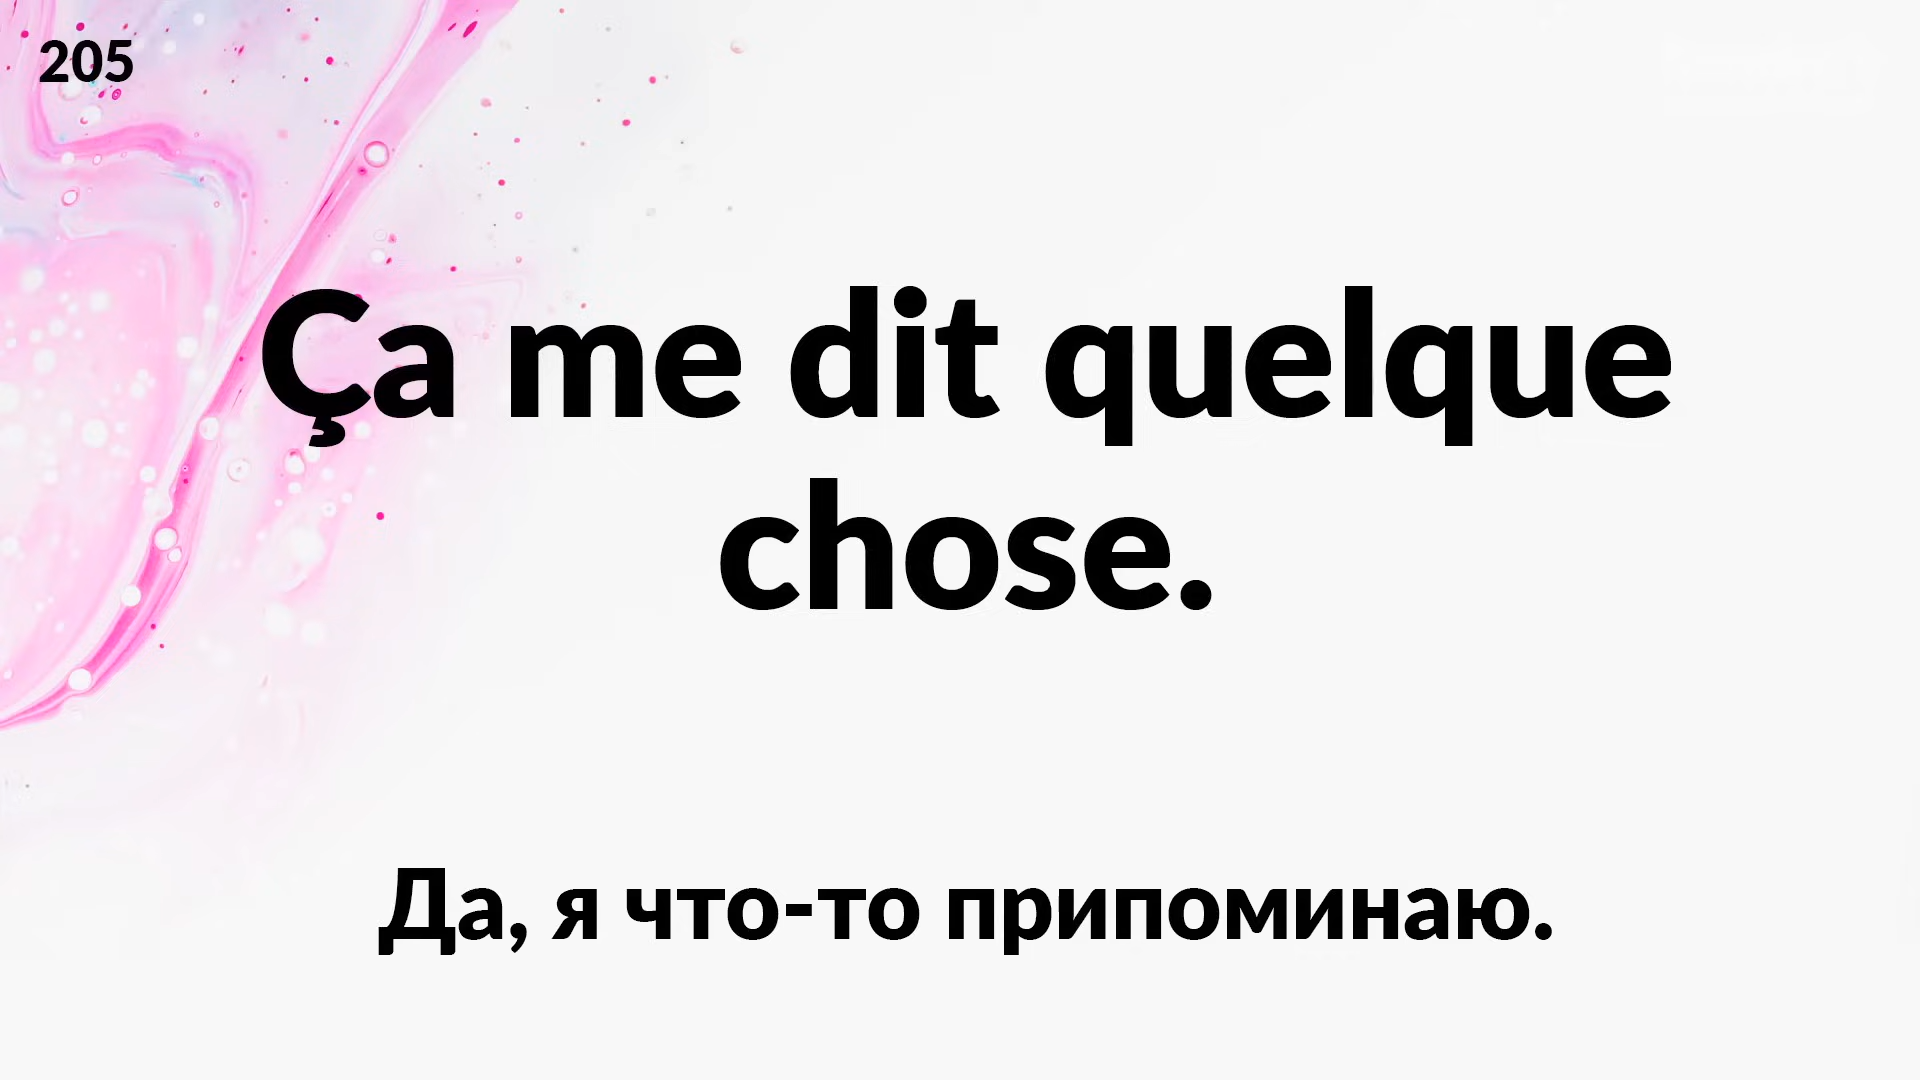 205
Ça me dit quelque
chose.
Да, я что-то припоминаю.